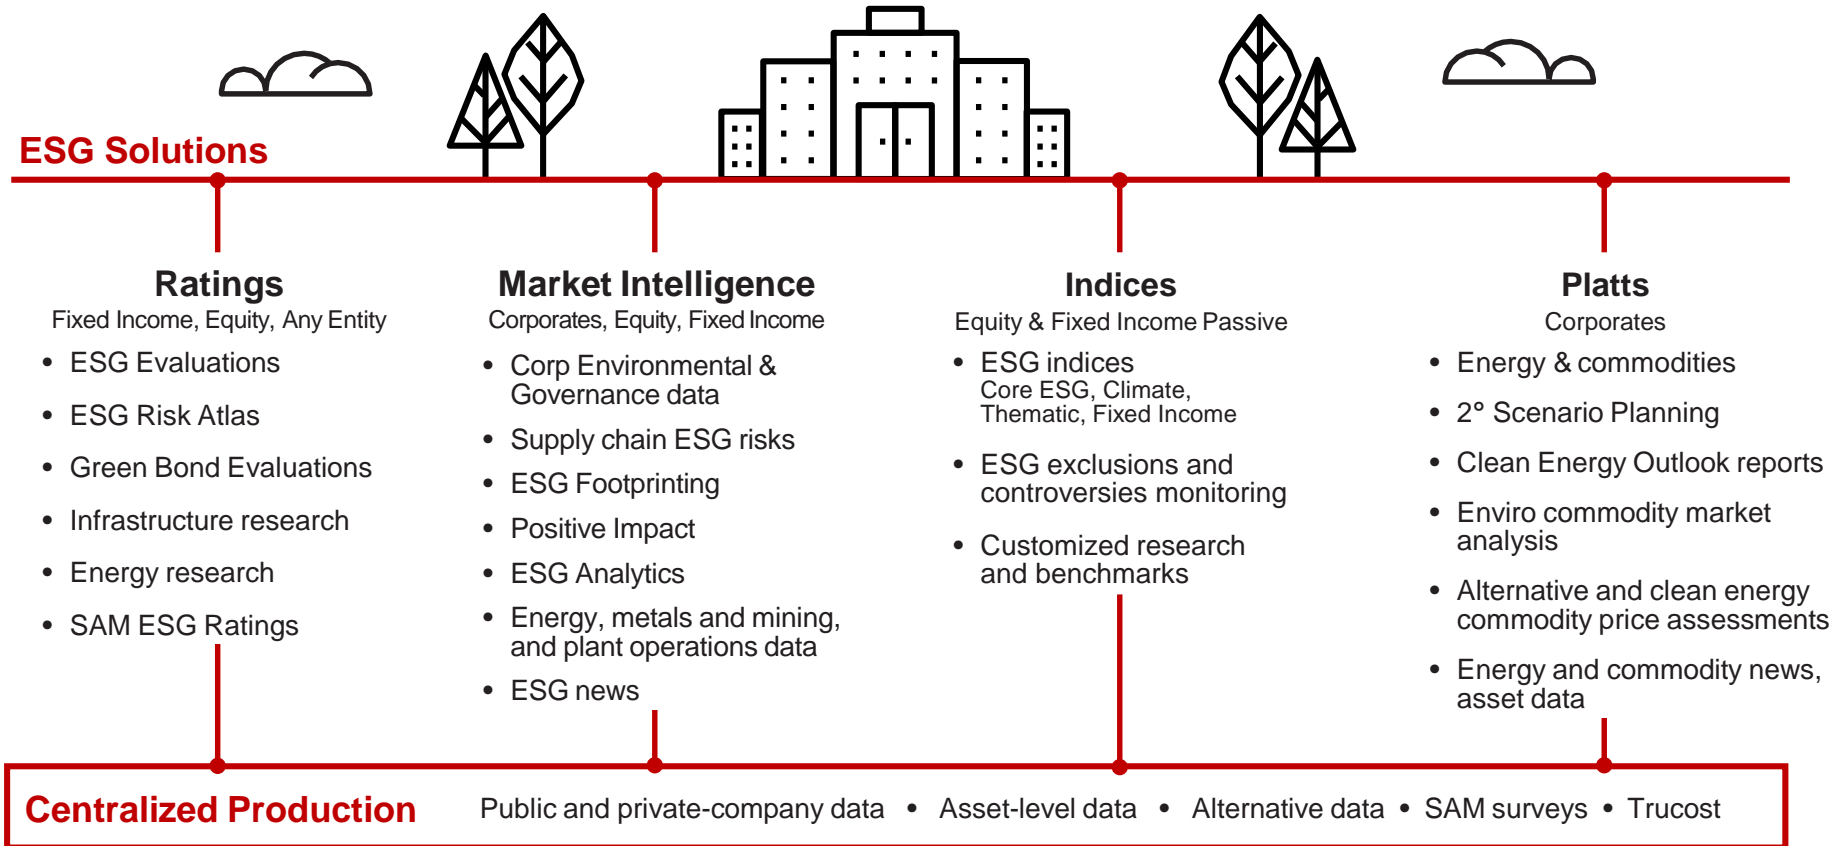 ESG Solutions
Ratings
Fixed Income, Equity, Any Entity
• ESG Evaluations
• ESG Risk Atlas
• Green Bond Evaluations
• Infrastructure research
• Energy research
• SAM ESG Ratings
Market Intelligence
Corporates, Equity, Fixed Income
• Corp Environmental &
Governance data
• Supply chain ESG risks
• ESG Footprinting
• Positive Impact
• ESG Analytics
• Energy, metals and mining,
and plant operations data
• ESG news
Indices
Equity & Fixed Income Passive
• ESG indices
Core ESG, Climate,
Thematic, Fixed Income
• ESG exclusions and
controversies monitoring
• Customized research
and benchmarks
Platts
Corporates
• Energy & commodities
• 2° Scenario Planning
• Clean Energy Outlook reports
• Enviro commodity market
analysis
• Alternative and clean energy
commodity price assessments
• Energy and commodity news,
asset data
Centralized Production
Public and private-company data • Asset-level data • Alternative data • SAM surveys • Trucost